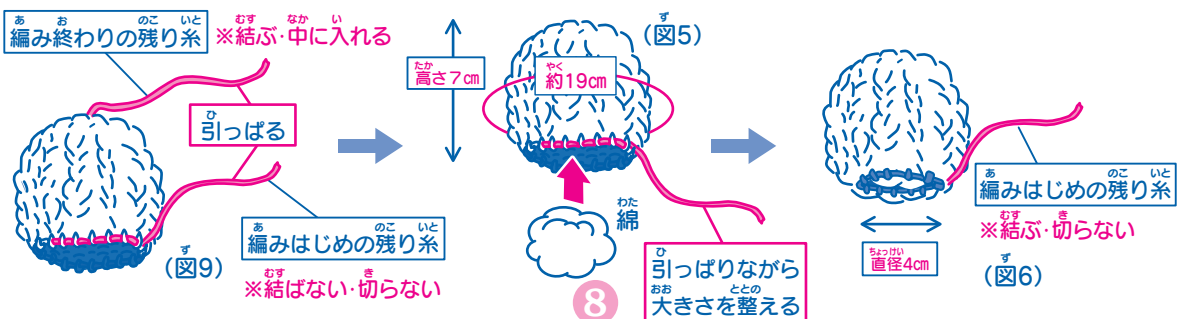 編み終わりの残り糸
※結ぶ・中に入れる
引っぱる
編みはじめの残り糸
※結ばない・切らない
(図9)
(図5)
高さ7cm
約19cm
綿
8
引っぱりながら
大きさを整える
編みはじめの残り糸
※結ぶ・切らない
直径4cm
(図6)